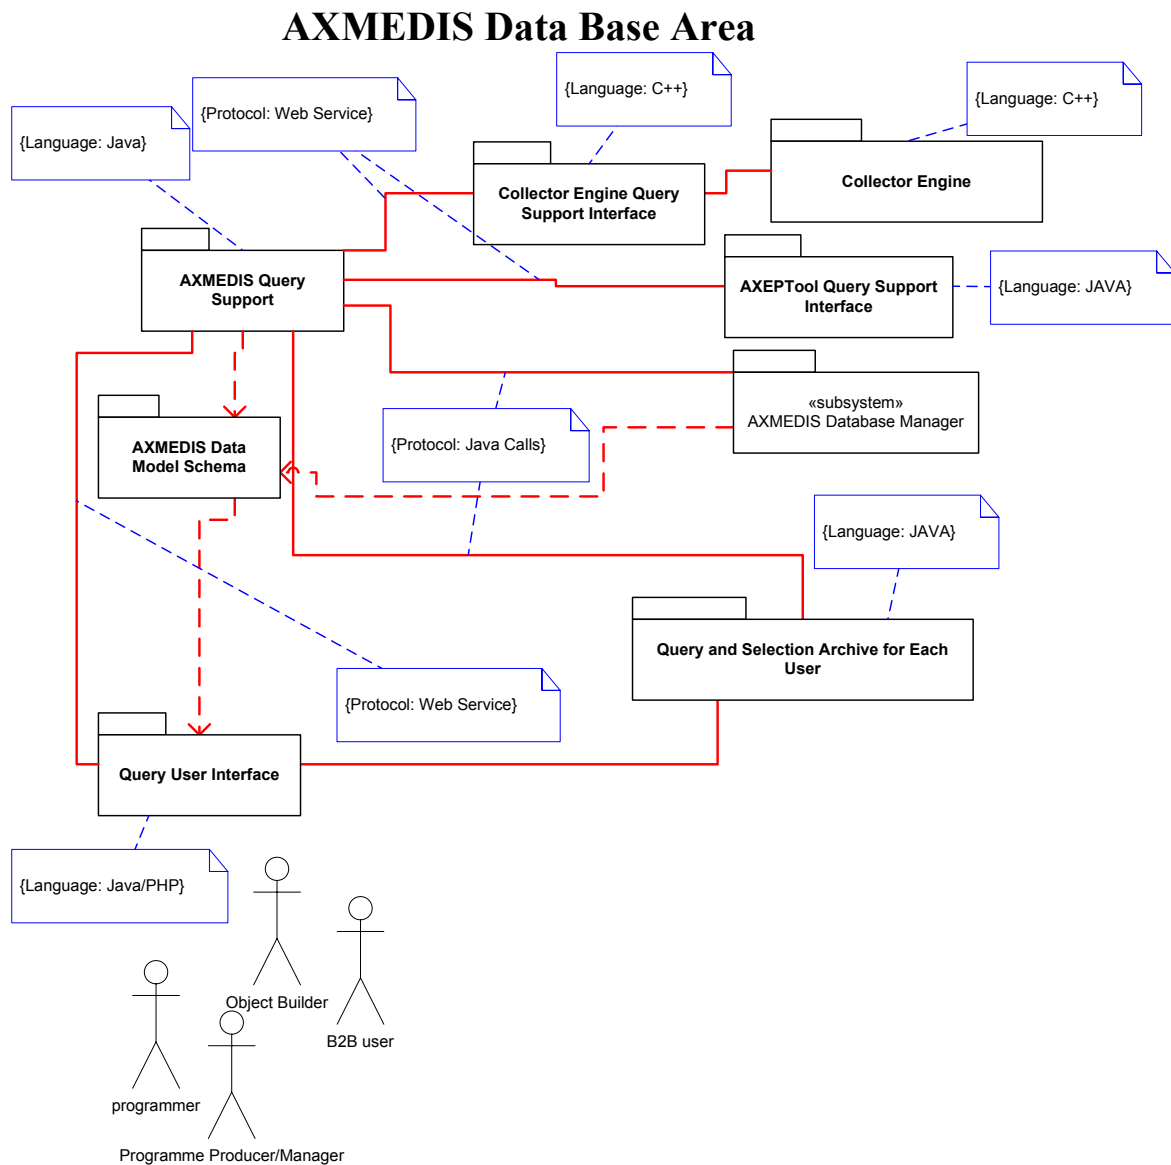 AXMEDIS Data Base Area
{Language: C++}
{Language: C++}
{Protocol: Web Service}
{Language: Java}
Collector Engine
Collector Engine Query
Support Interface
AXMEDIS Query
Support
AXEPTool Query Support
Interface
{Language: JAVA}
«subsystem»
AXMEDIS Database Manager
AXMEDIS Data
Model Schema
{Protocol: Java Calls}
{Language: JAVA}
Query and Selection Archive for Each
User
{Protocol: Web Service}
Query User Interface
{Language: Java/PHP}
Object Builder
B2B user
programmer
Programme Producer/Manager